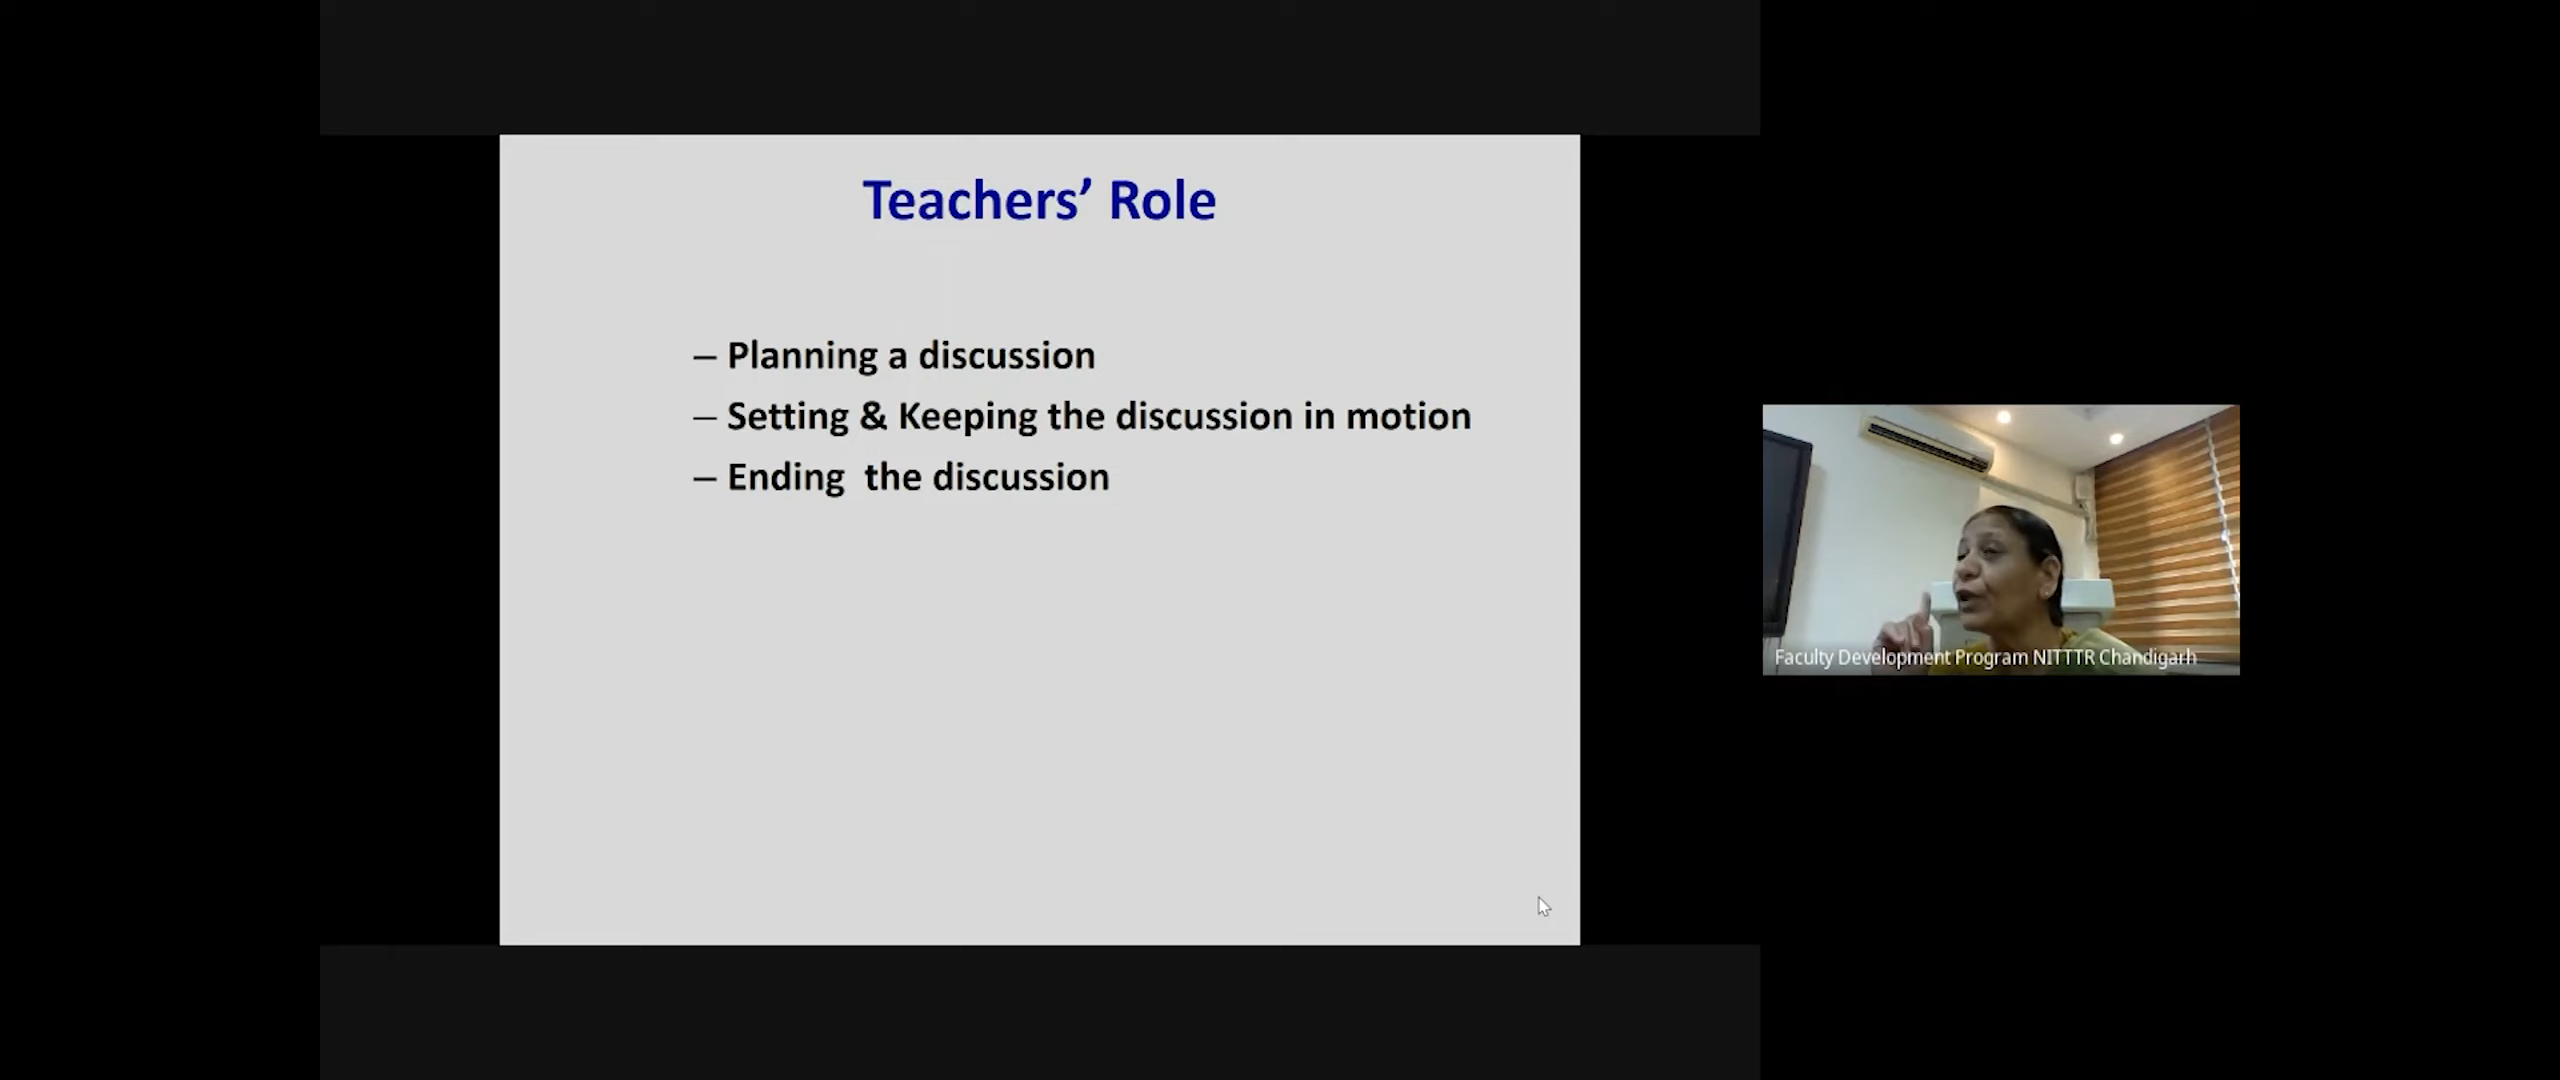 Teachers’ Role
– Planning a discussion
– Setting & Keeping the discussion in motion
– Ending  the discussion
Faculty Development Program NITTTR Chandigarh